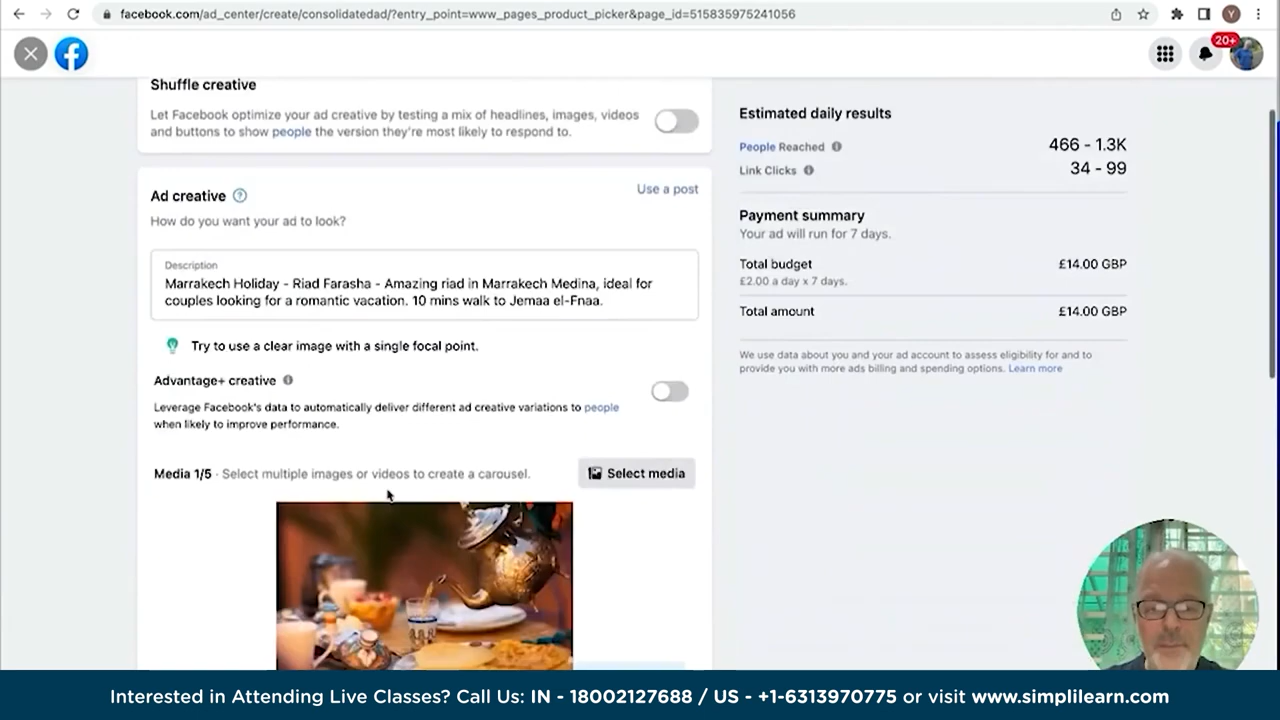 facebook.com/ad_center/create/consolidatedad/?entry_point=www_pages_product_picker&page_id=515835975241056
Y
20+
Shuffle creative
Let Facebook optimize your ad creative by testing a mix of headlines, images, videos
and buttons to show people the version they're most likely to respond to.
Ad creative
Use a post
How do you want your ad to look?
Description
Marrakech Holiday - Riad Farasha - Amazing riad in Marrakech Medina, ideal for
couples looking for a romantic vacation. 10 mins walk to Jemaa el-Fnaa.
Try to use a clear image with a single focal point.
Advantage+ creative
Leverage Facebook's data to automatically deliver different ad creative variations to people
when likely to improve performance.
Media 1/5 · Select multiple images or videos to create a carousel.
Select media
Estimated daily results
People Reached 466 - 1.3K
Link Clicks 34 - 99
Payment summary
Your ad will run for 7 days.
Total budget £14.00 GBP
£2.00 a day x 7 days.
Total amount £14.00 GBP
We use data about you and your ad account to assess eligibility for and to
provide you with more ads billing and spending options. Learn more
Interested in Attending Live Classes? Call Us: IN - 18002127688 / US - +1-6313970775 or visit www.simplilearn.com